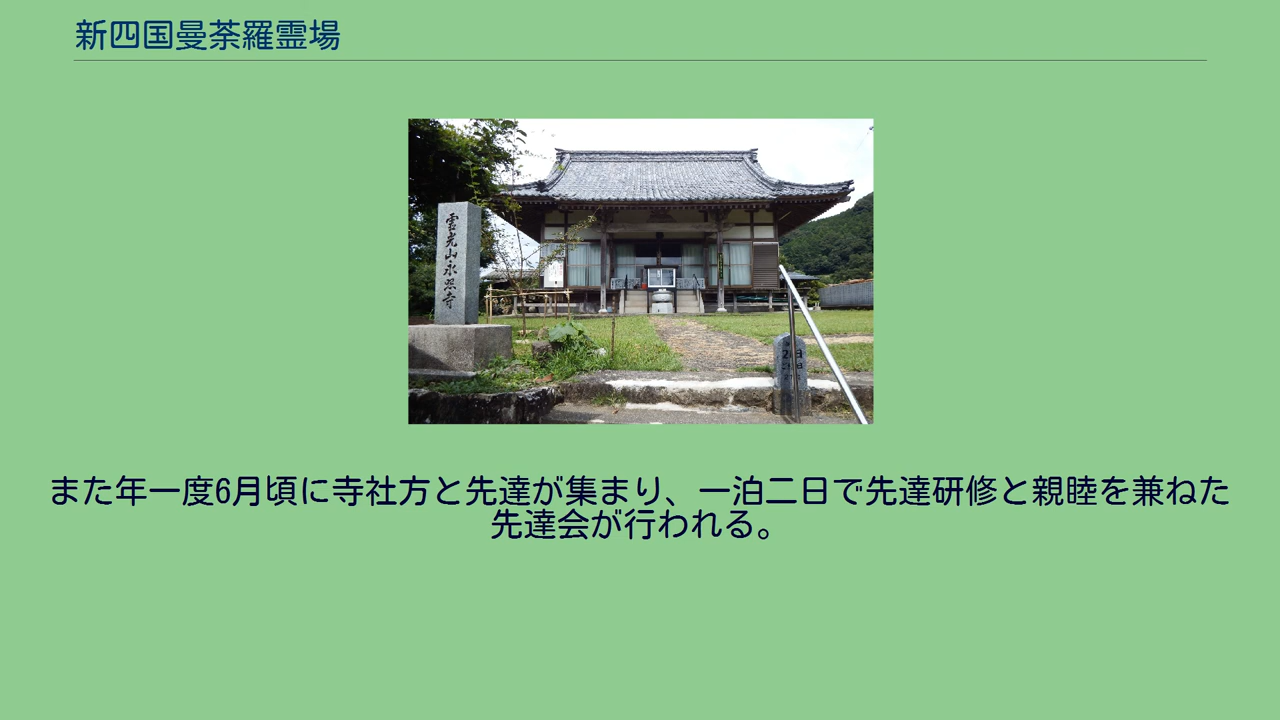 新四国曼荼羅霊場
雲光山・永照寺
また年一度6月頃に寺社方と先達が集まり、一泊二日で先達研修と親睦を兼ねた
先達会が行われる。